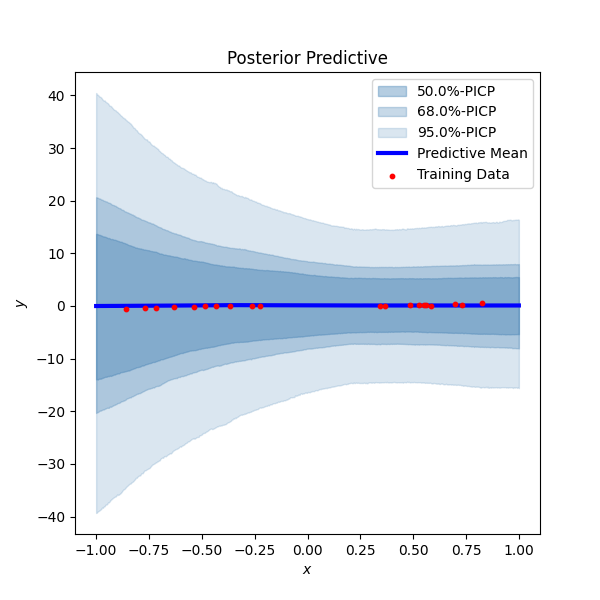 Posterior Predictive
50.0%-PICP
68.0%-PICP
95.0%-PICP
Predictive Mean
Training Data
y
40
30
20
10
0
−10
−20
−30
−40
−1.00 −0.75 −0.50 −0.25 0.00 0.25 0.50 0.75 1.00
x